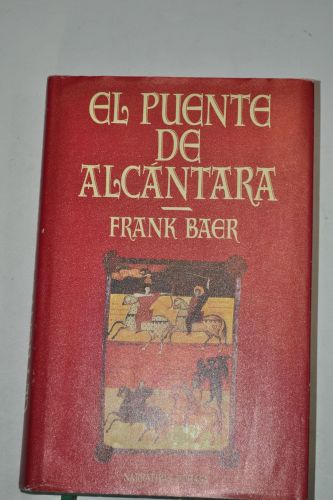 EL PUENTE
DE
ALCÁNTARA
FRANK BAER